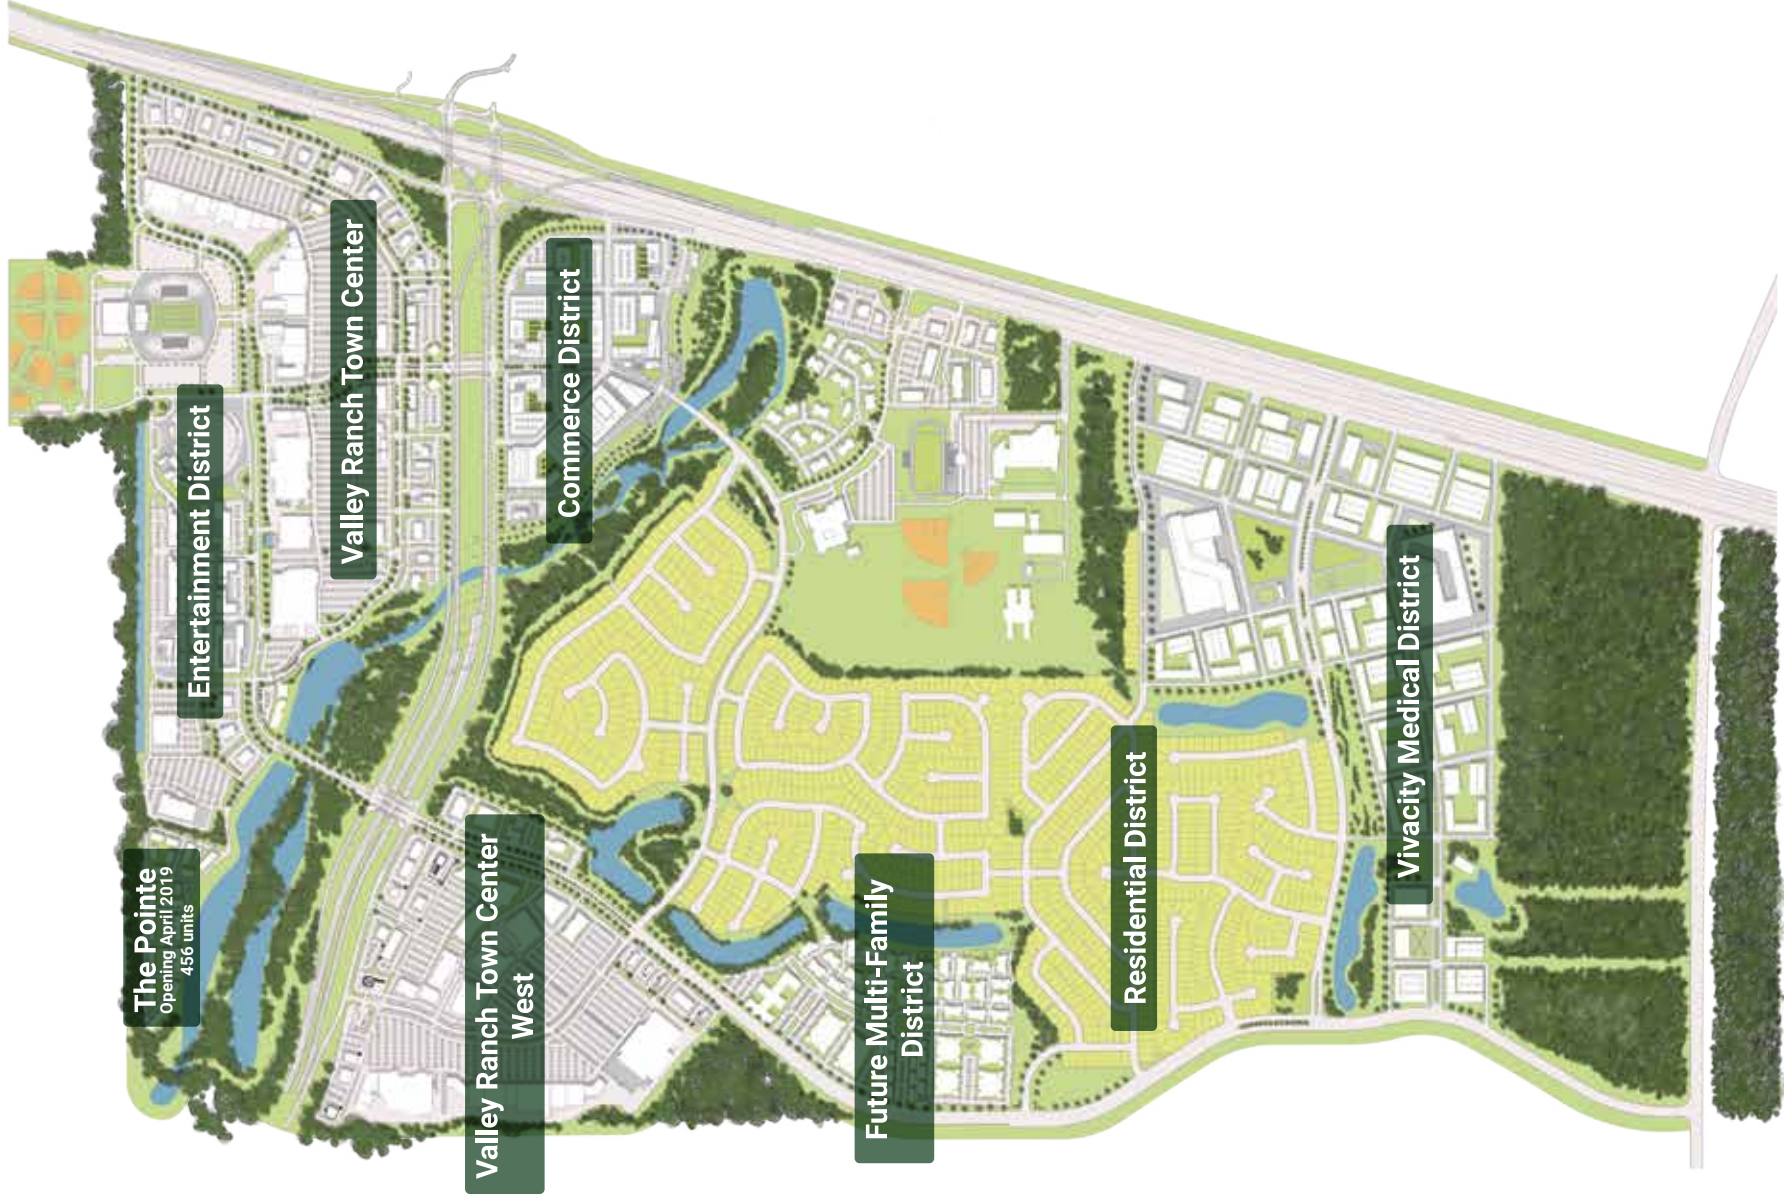 The Pointe
Opening April 2019
456 units
Entertainment District
Valley Ranch Town Center
Valley Ranch Town Center
West
Commerce District
Future Multi-Family
District
Residential District
Vivacity Medical District